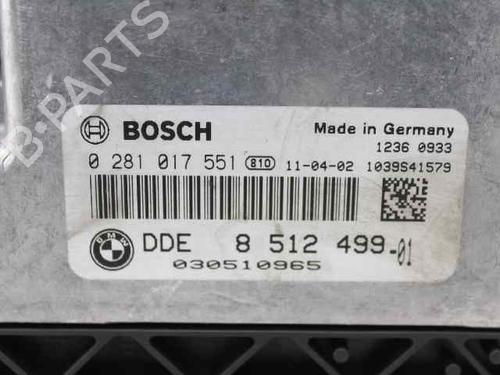 B-PARTS
BOSCH
Made in Germany
1236 0933
0 281 017 551 810 11-04-02 1039S41579
BMW
DDE 8 512 499-01
030510965